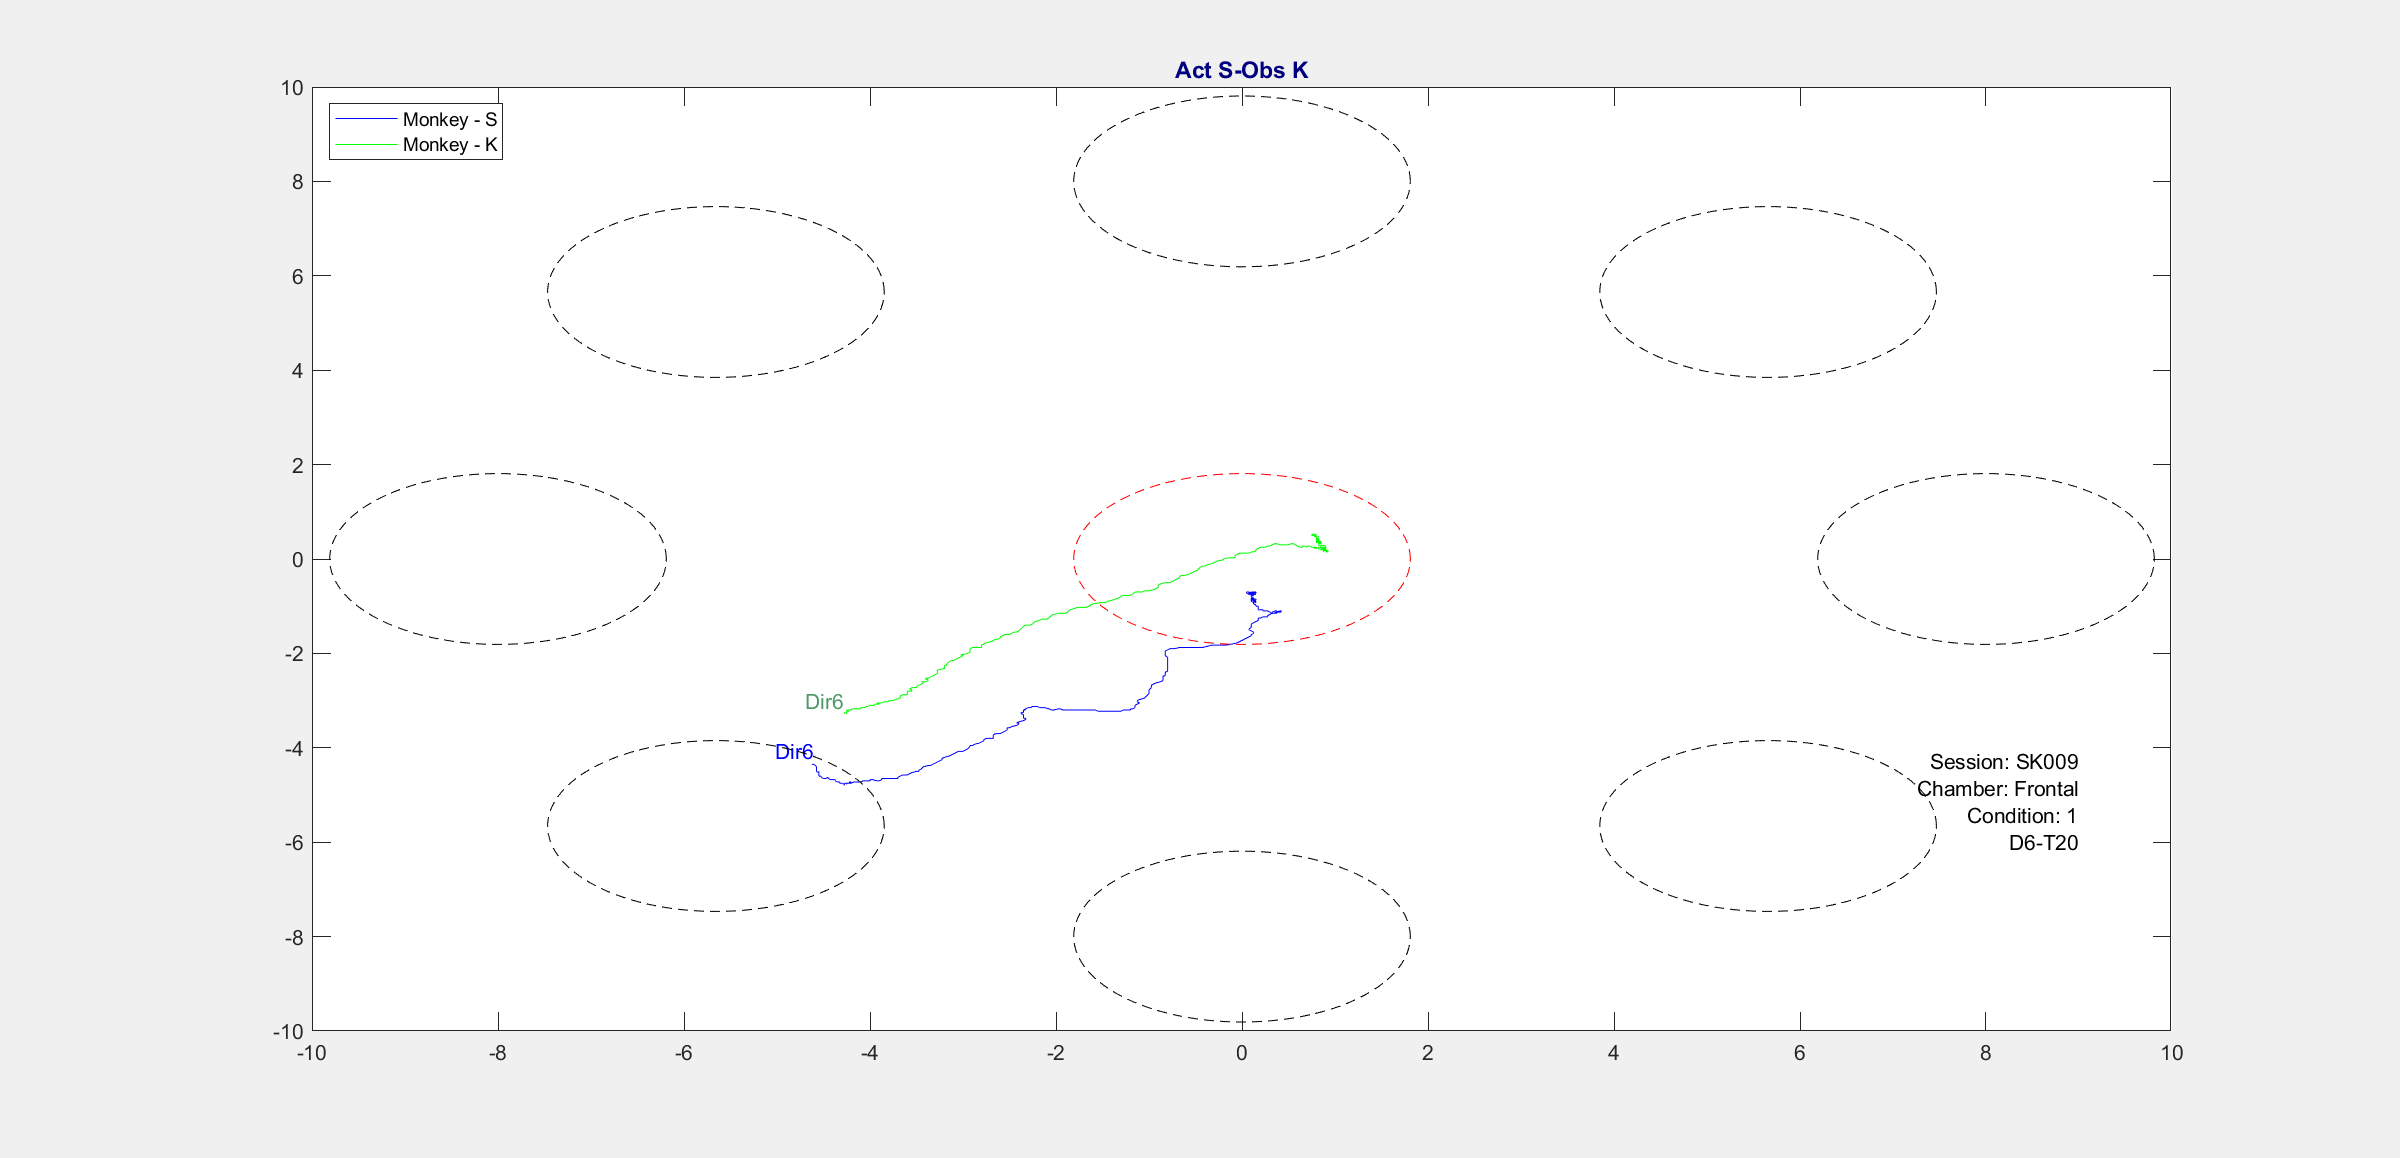 Act S-Obs K
10
8
6
4
2
0
-2
-4
-6
-8
-10
Monkey - S
Monkey - K
Dir6
Dir6
Session: SK009
Chamber: Frontal
Condition: 1
D6-T20
-10 -8 -6 -4 -2 0 2 4 6 8 10